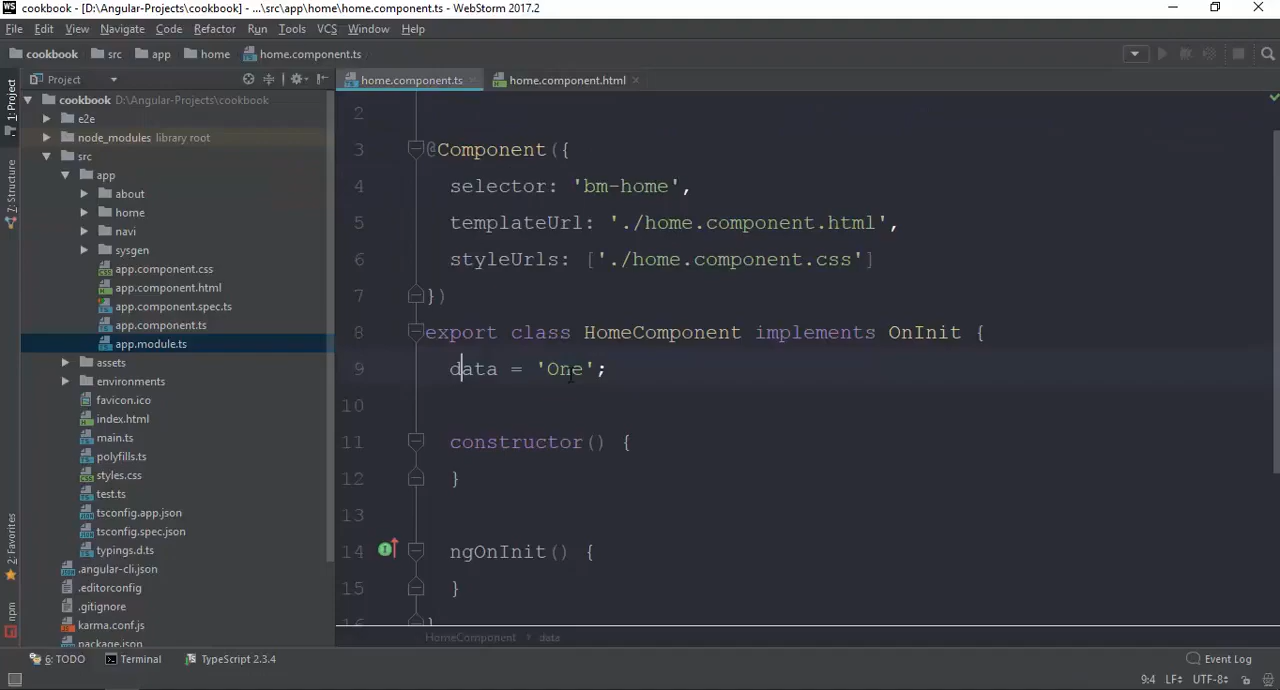 cookbook - [D:\Angular-Projects\cookbook] - ...\src\app\home\home.component.ts - WebStorm 2017.2
File Edit View Navigate Code Refactor Run Tools VCS Window Help
cookbook src app home home.component.ts
Project
home.component.ts home.component.html
1: Project
7: Structure
2: Favorites
npm
cookbook D:\Angular-Projects\cookbook
e2e
node_modules library root
src
app
about
home
navi
sysgen
app.component.css
app.component.html
app.component.spec.ts
app.component.ts
app.module.ts
assets
environments
favicon.ico
index.html
main.ts
polyfills.ts
styles.css
test.ts
tsconfig.app.json
tsconfig.spec.json
typings.d.ts
.angular-cli.json
.editorconfig
.gitignore
karma.conf.js
package.json
2
3 @Component({
4 selector: 'bm-home',
5 templateUrl: './home.component.html',
6 styleUrls: ['./home.component.css']
7 })
8 export class HomeComponent implements OnInit {
9 data = 'One';
10
11 constructor() {
12 }
13
14 ngOnInit() {
15 }
16 }
HomeComponent › data
6: TODO Terminal TypeScript 2.3.4 Event Log
9:4 LF UTF-8